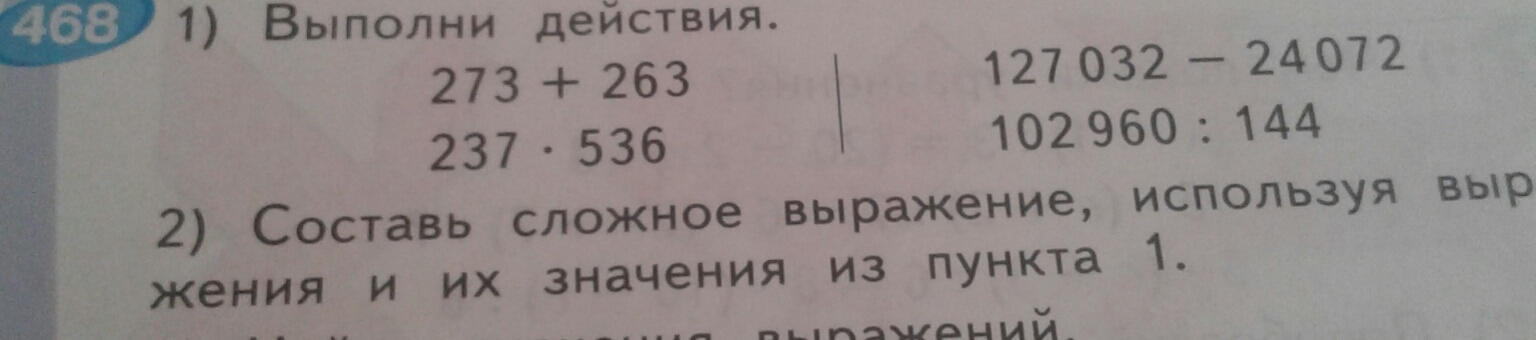 468 1) Выполни действия.
273 + 263 127 032 − 24 072
237 · 536 102 960 : 144
2) Составь сложное выражение, используя выр
жения и их значения из пункта 1.
выражений.